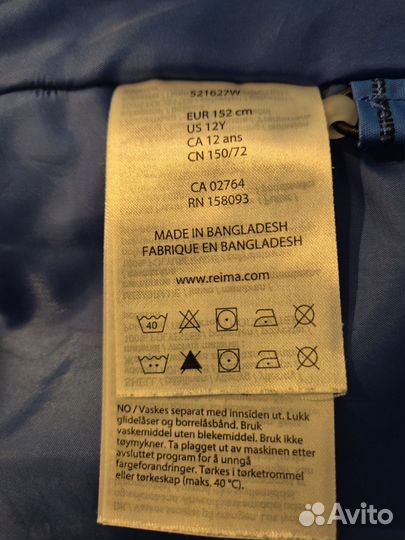 521627W
EUR 152 cm
US 12Y
CA 12 ans
CN 150/72
CA 02764
RN 158093
MADE IN BANGLADESH
FABRIQUE EN BANGLADESH
www.reima.com
40
NO / Vaskes separat med innsiden ut. Lukk
glidelåser og borrelåsbånd. Bruk
vaskemiddel uten blekemiddel. Bruk ikke
tøymykner. Ta plagget ut av maskinen etter
avsluttet program for å unngå
fargeforandringer. Tørkes i tørketrommel
eller tørkeskap (maks. 40 °C).
Avito